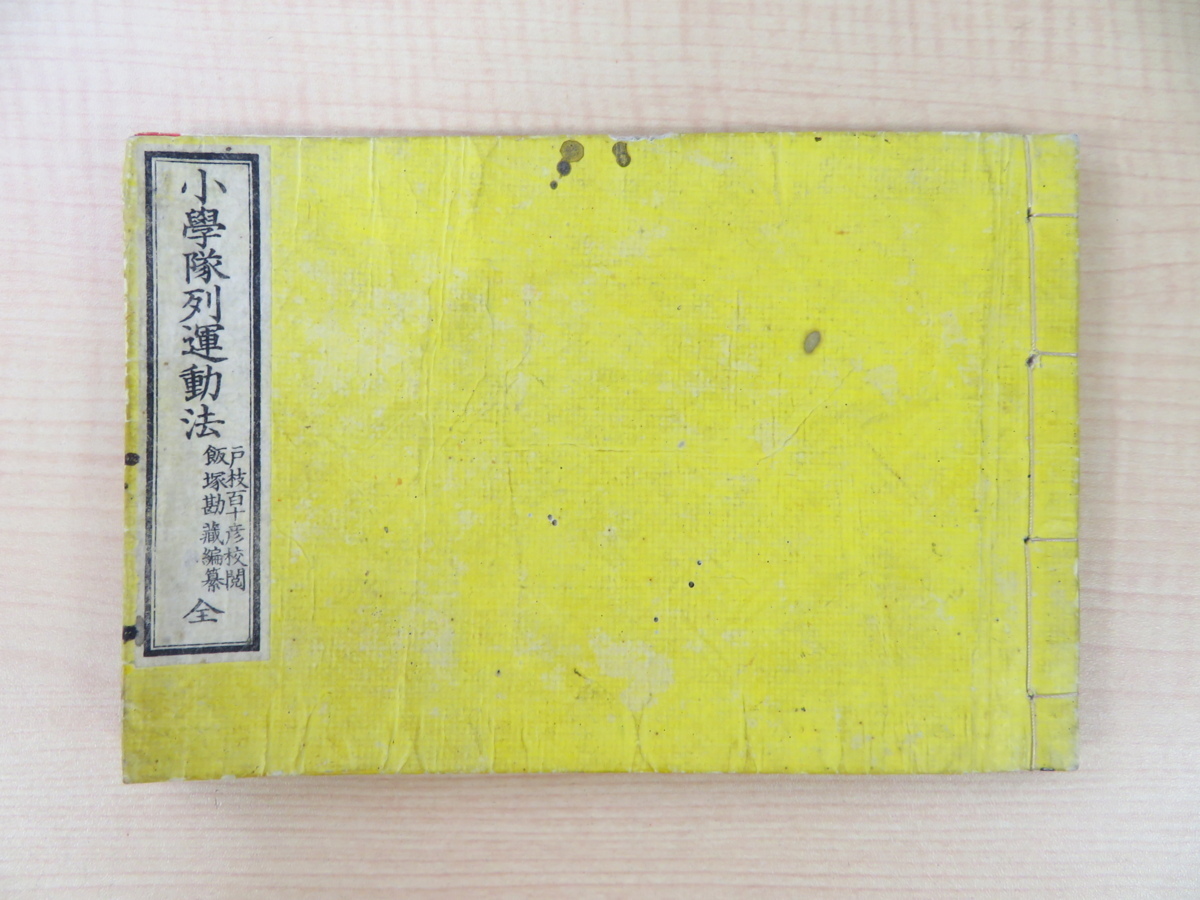 小學隊列運動法
戸枝百十彦校閲
飯塚勘藏編纂
全